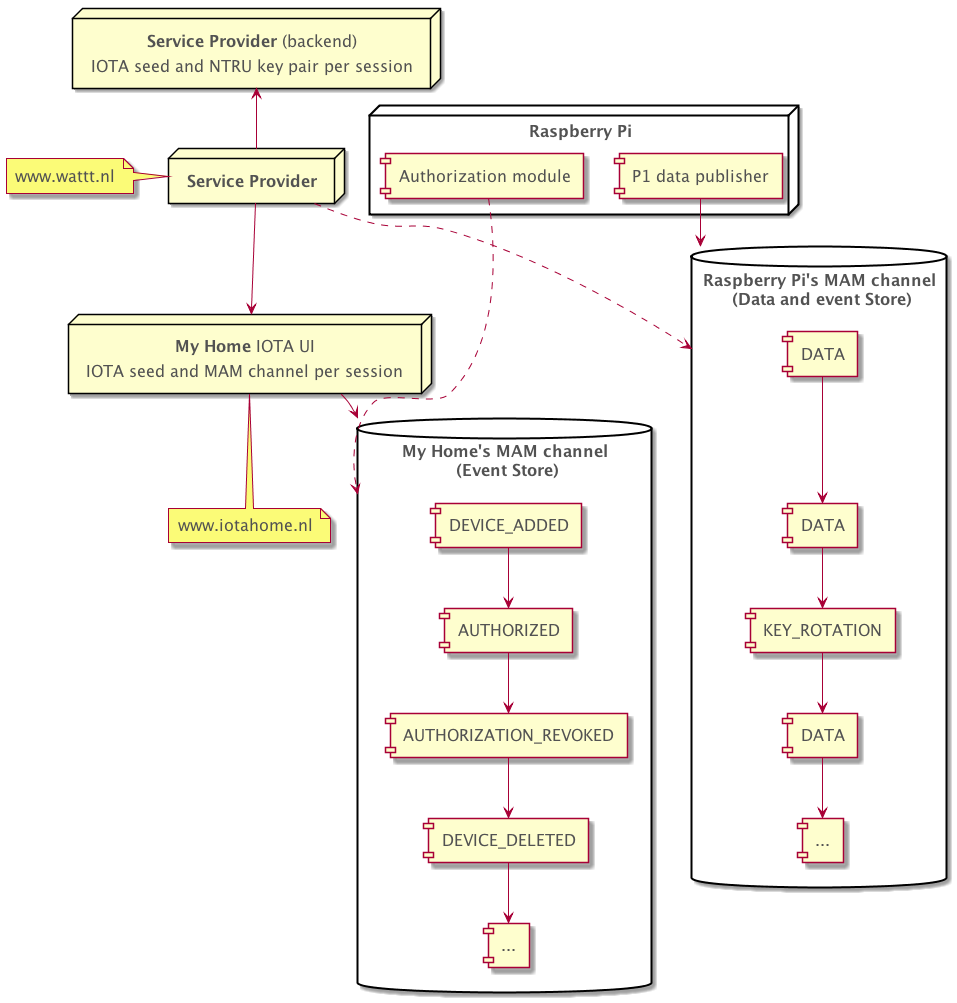 Service Provider (backend)
IOTA seed and NTRU key pair per session
Raspberry Pi
Authorization module
P1 data publisher
www.wattt.nl
Service Provider
Raspberry Pi's MAM channel
(Data and event Store)
DATA
DATA
KEY_ROTATION
DATA
...
My Home IOTA UI
IOTA seed and MAM channel per session
www.iotahome.nl
My Home's MAM channel
(Event Store)
DEVICE_ADDED
AUTHORIZED
AUTHORIZATION_REVOKED
DEVICE_DELETED
...